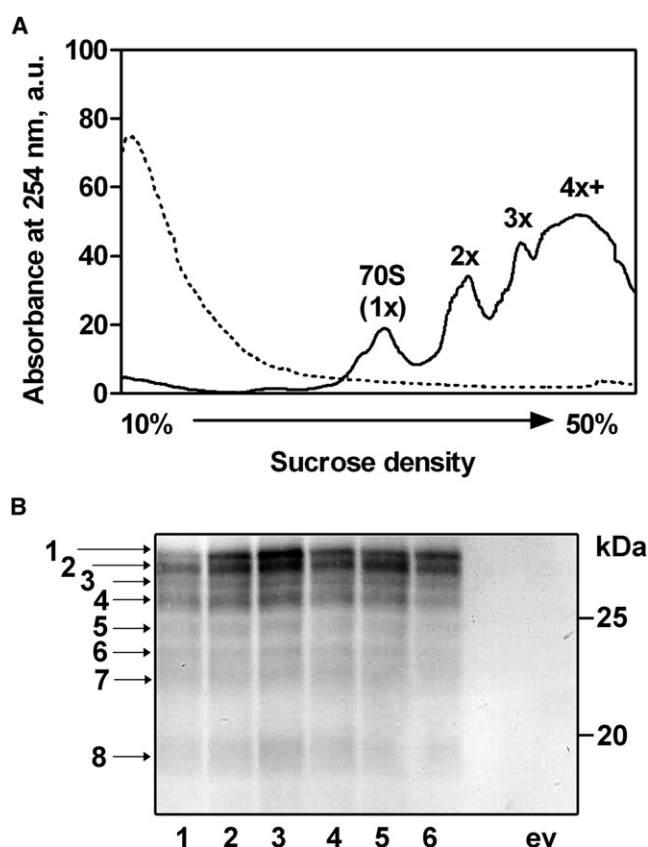 A
Absorbance at 254 nm, a.u.
100
80
60
40
20
0
70S
(1x)
2x
3x
4x+
10%
50%
Sucrose density
B
1
2
3
4
5
6
7
8
kDa
25
20
1 2 3 4 5 6 ev